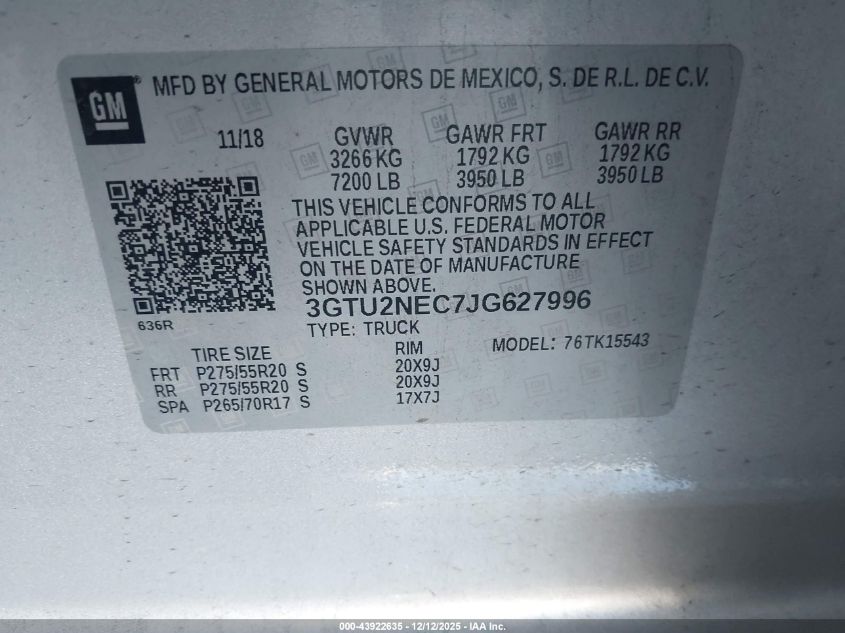 GM ® MFD BY GENERAL MOTORS DE MEXICO, S. DE R.L. DE C.V.
11/18 GVWR GAWR FRT GAWR RR
3266 KG 1792 KG 1792 KG
7200 LB 3950 LB 3950 LB
THIS VEHICLE CONFORMS TO ALL
APPLICABLE U.S. FEDERAL MOTOR
VEHICLE SAFETY STANDARDS IN EFFECT
ON THE DATE OF MANUFACTURE
SHOWN ABOVE.
3GTU2NEC7JG627996
636R
TYPE: TRUCK
MODEL: 76TK15543
TIRE SIZE RIM
FRT P275/55R20 S 20X9J
RR P275/55R20 S 20X9J
SPA P265/70R17 S 17X7J
000-43922635 - 12/12/2025 - IAA Inc.